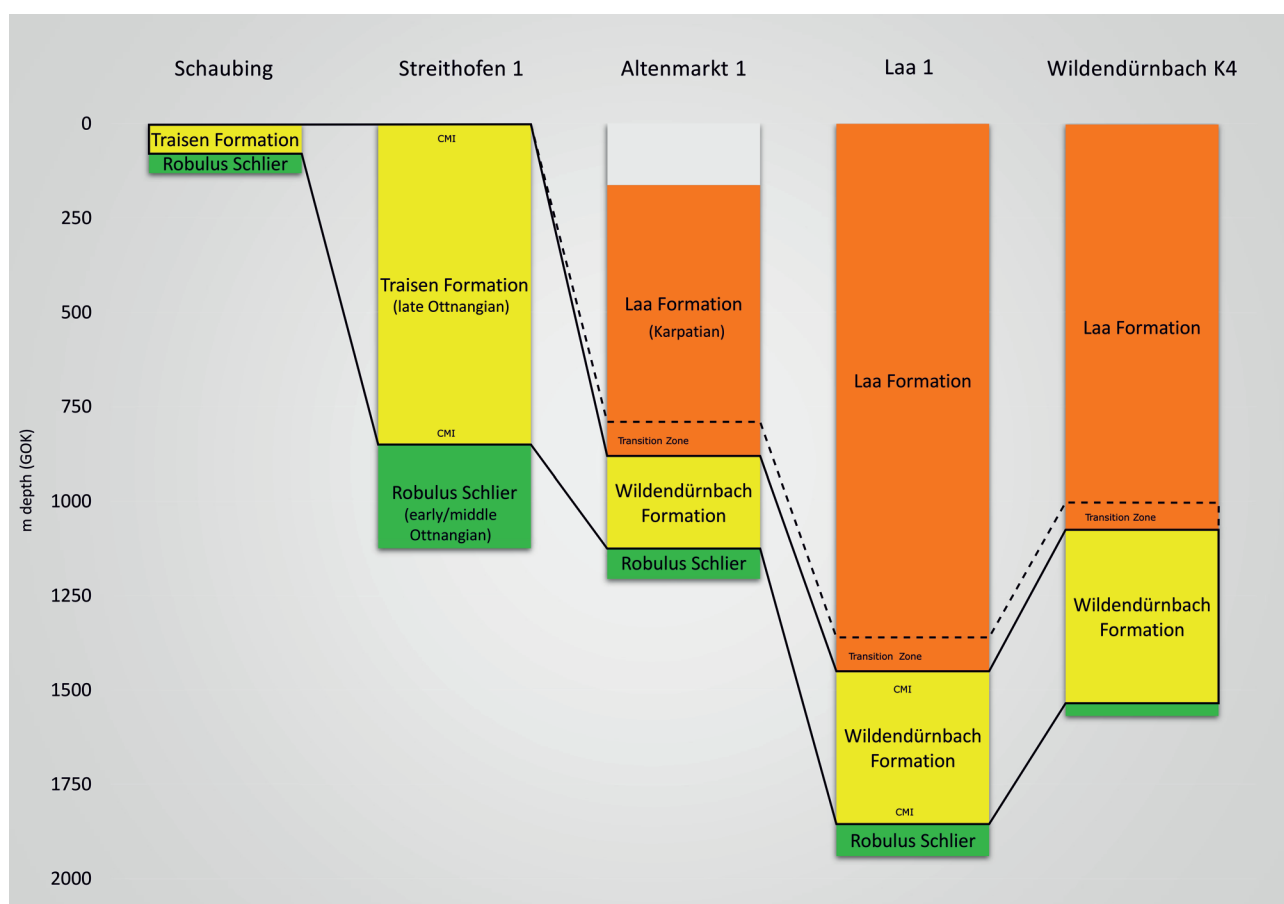 Schaubing
Streithofen 1
Altenmarkt 1
Laa 1
Wildendürnbach K4
m depth (GOK)
0
250
500
750
1000
1250
1500
1750
2000
Traisen Formation
Robulus Schlier
CMI
Traisen Formation
(late Ottnangian)
CMI
Robulus Schlier
(early/middle
Ottnangian)
Laa Formation
(Karpatian)
Transition Zone
Wildendürnbach
Formation
Robulus Schlier
Laa Formation
Transition Zone
CMI
Wildendürnbach
Formation
CMI
Robulus Schlier
Laa Formation
Transition Zone
Wildendürnbach
Formation